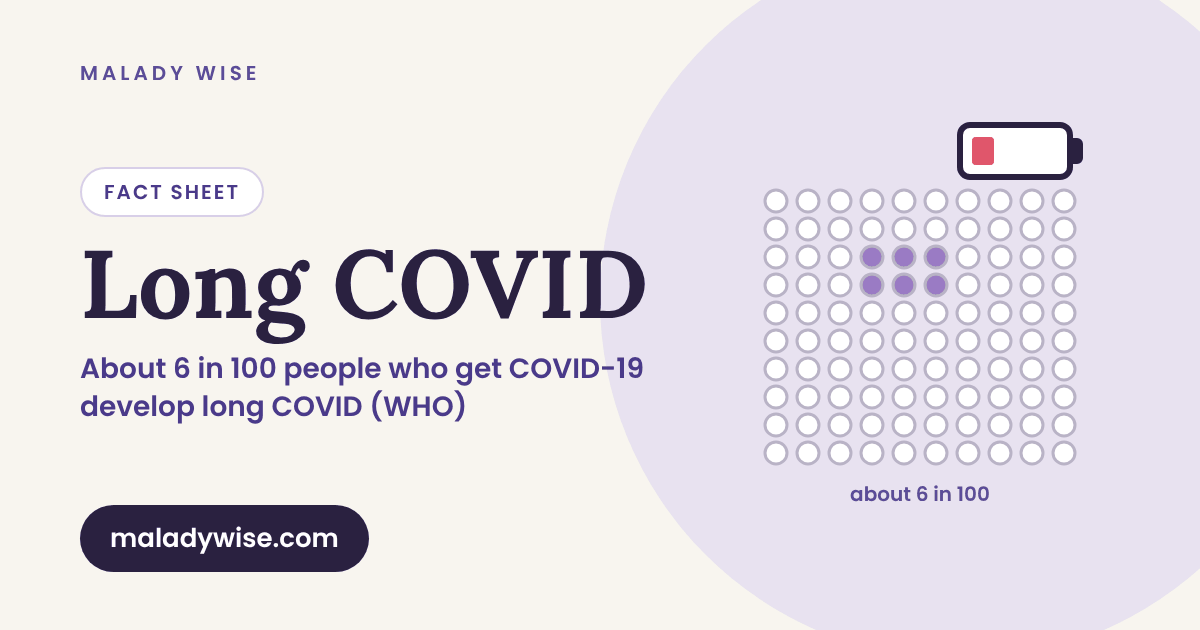 MALADY WISE
FACT SHEET
Long COVID
About 6 in 100 people who get COVID-19
develop long COVID (WHO)
about 6 in 100
maladywise.com